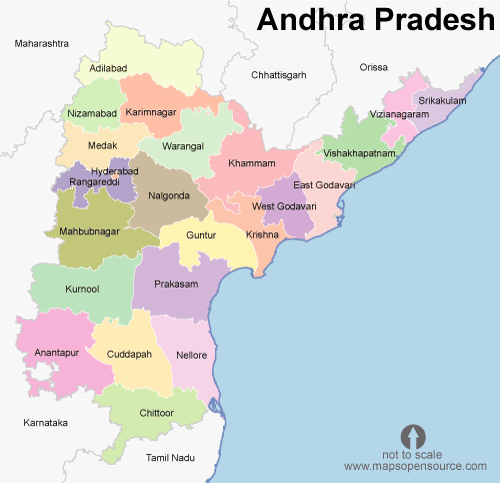 Andhra Pradesh
Maharashtra
Adilabad
Chhattisgarh
Orissa
Nizamabad
Karimnagar
Vizianagaram
Srikakulam
Medak
Warangal
Vishakhapatnam
Khammam
Hyderabad
Rangareddi
East Godavari
Nalgonda
West Godavari
Mahbubnagar
Guntur
Krishna
Kurnool
Prakasam
Anantapur
Cuddapah
Nellore
Chittoor
Karnataka
Tamil Nadu
not to scale
www.mapsopensource.com